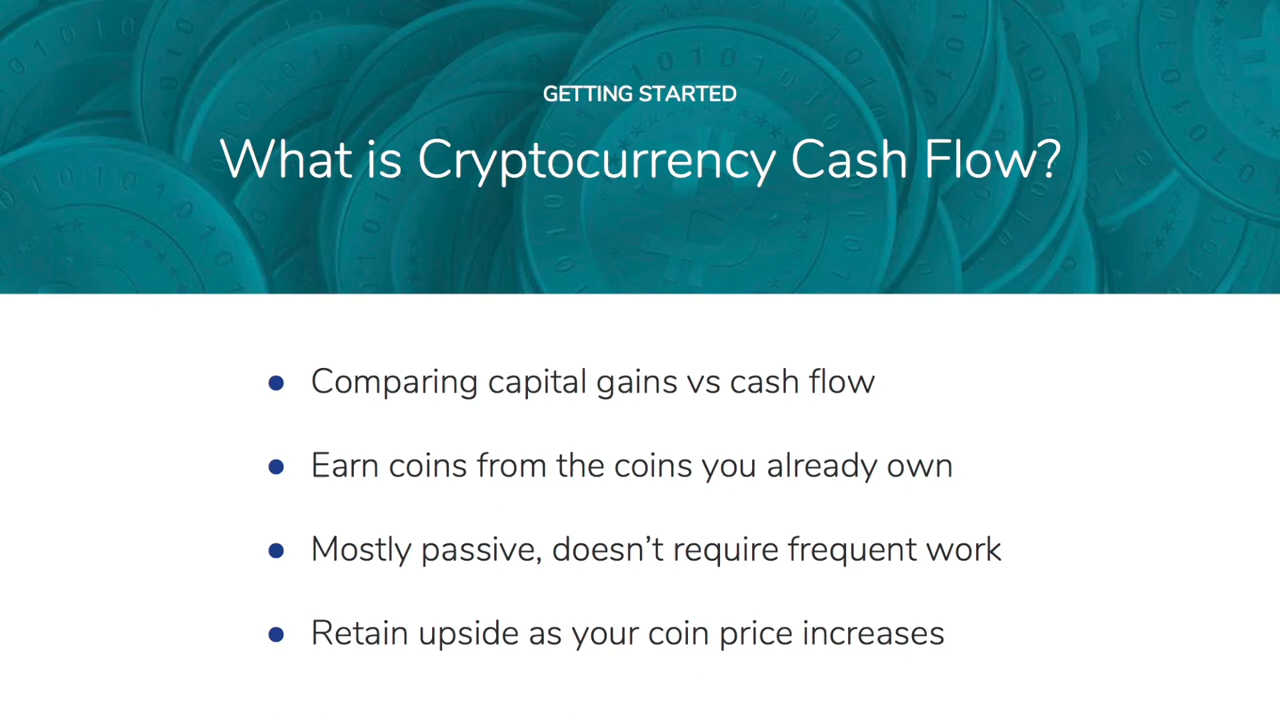 GETTING STARTED
What is Cryptocurrency Cash Flow?
● Comparing capital gains vs cash flow
● Earn coins from the coins you already own
● Mostly passive, doesn’t require frequent work
● Retain upside as your coin price increases